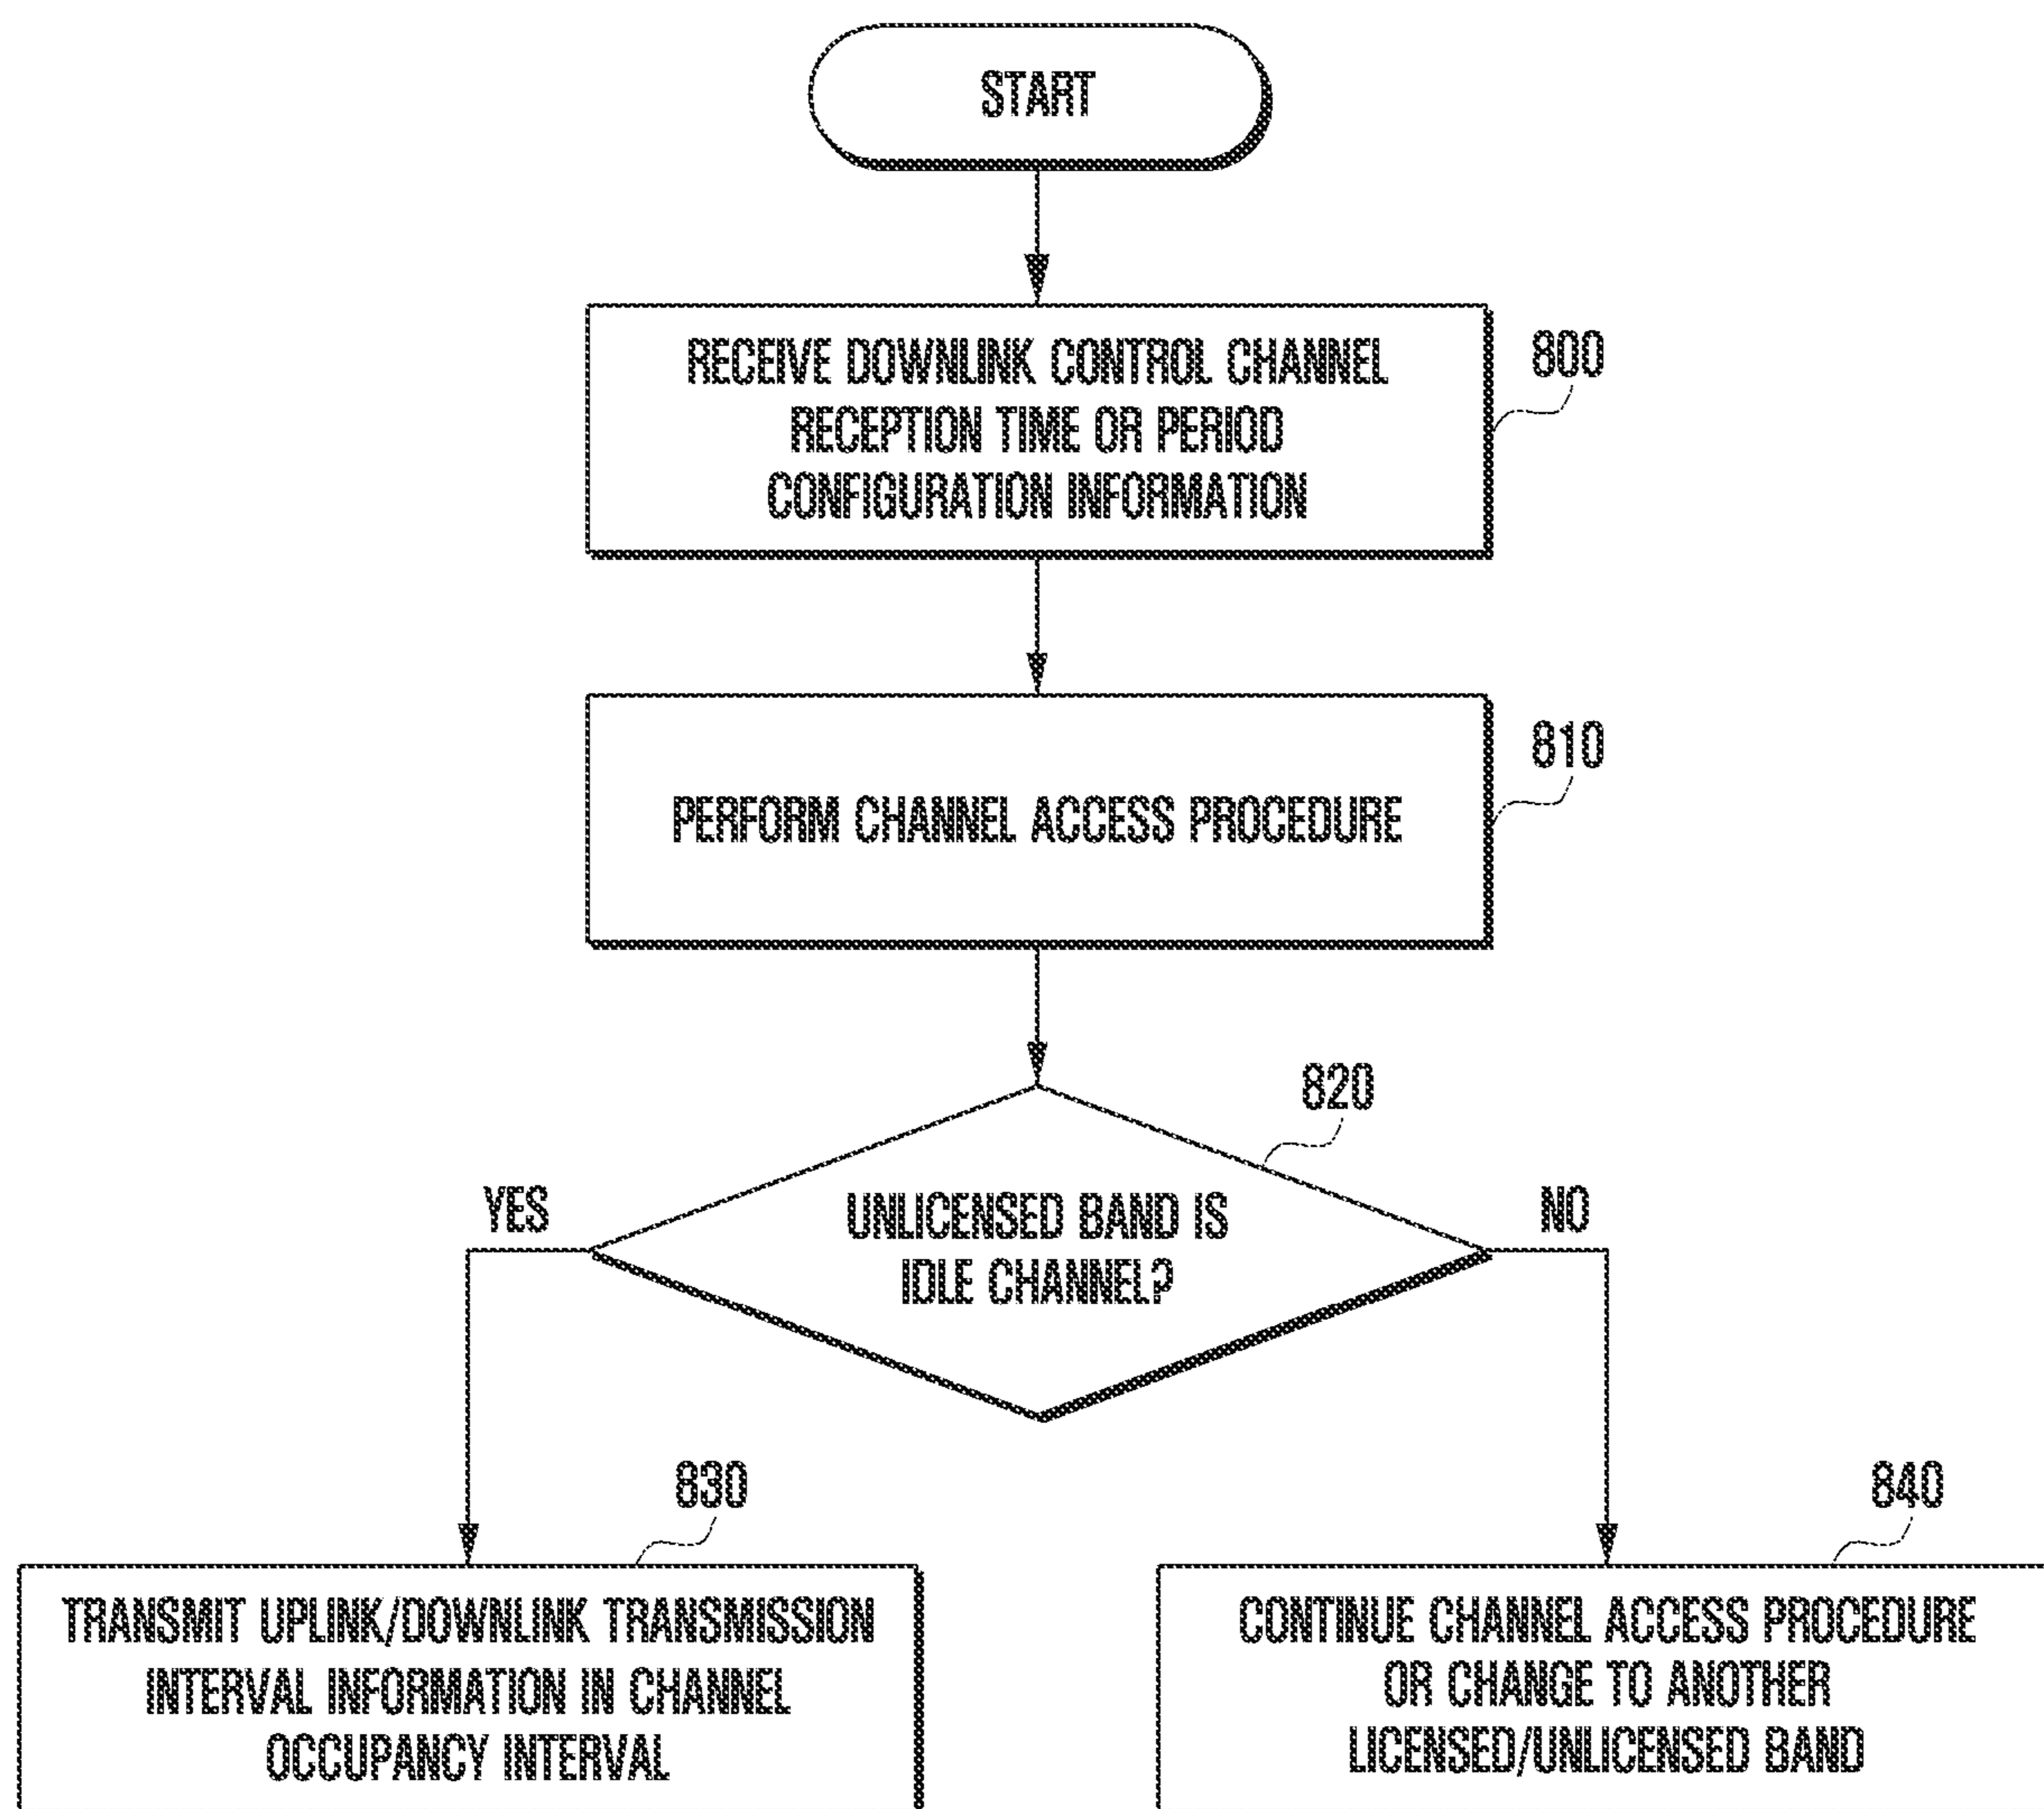 START
RECEIVE DOWNLINK CONTROL CHANNEL
RECEPTION TIME OR PERIOD
CONFIGURATION INFORMATION
800
PERFORM CHANNEL ACCESS PROCEDURE
810
820
YES
UNLICENSED BAND IS
IDLE CHANNEL?
NO
830
TRANSMIT UPLINK/DOWNLINK TRANSMISSION
INTERVAL INFORMATION IN CHANNEL
OCCUPANCY INTERVAL
840
CONTINUE CHANNEL ACCESS PROCEDURE
OR CHANGE TO ANOTHER
LICENSED/UNLICENSED BAND